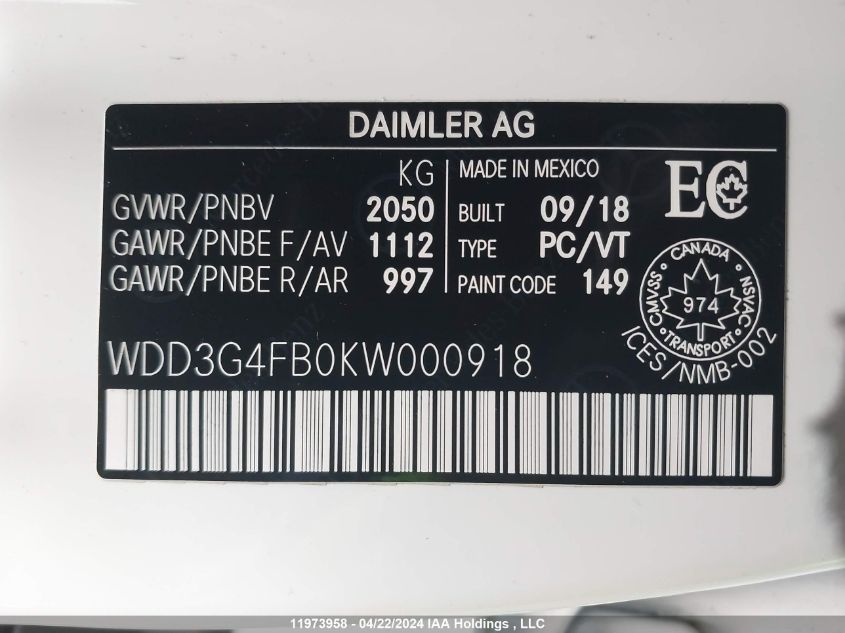 DAIMLER AG
KG
GVWR/PNBV 2050
GAWR/PNBE F/AV 1112
GAWR/PNBE R/AR 997
MADE IN MEXICO
BUILT 09/18
TYPE PC/VT
PAINT CODE 149
EC
CANADA
CMVSS 974 NSVAC
TRANSPORT
ICES/NMB-002
WDD3G4FB0KW000918
11973958 - 04/22/2024 IAA Holdings , LLC